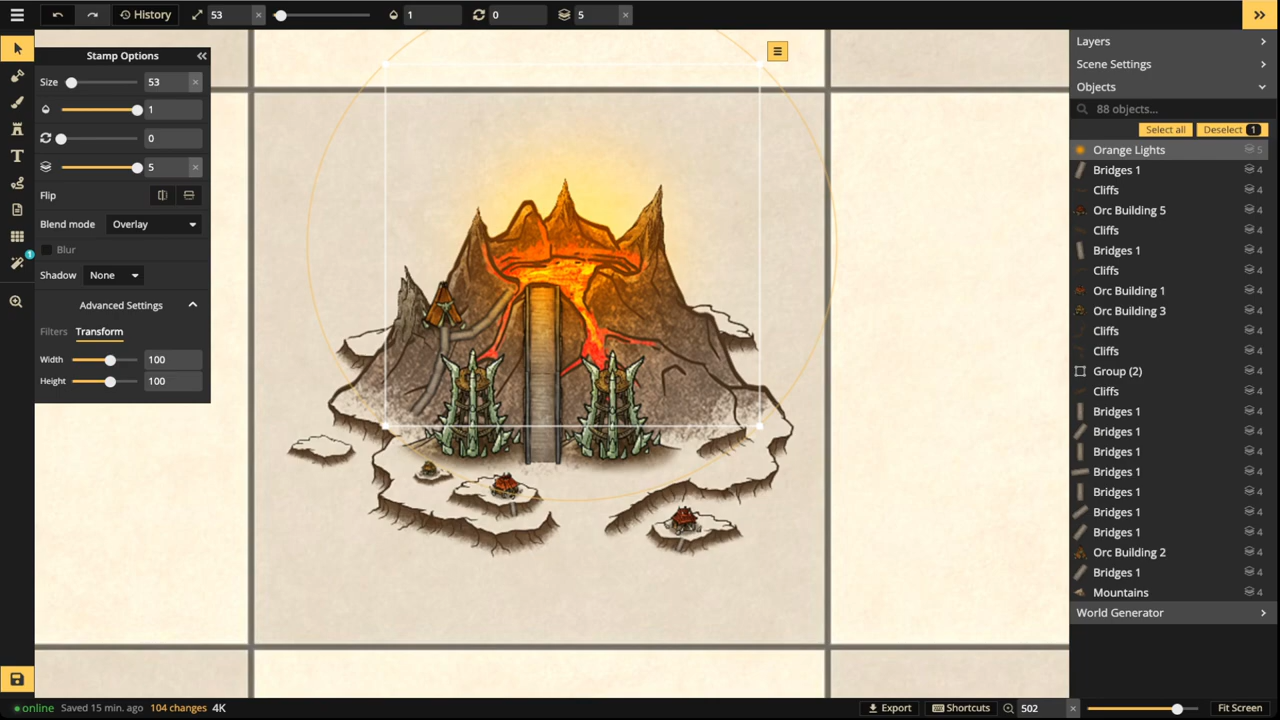 History
53
1
0
5
Stamp Options
Size
53
1
0
5
Flip
Blend mode
Overlay
Blur
Shadow
None
Advanced Settings
Filters
Transform
Width
100
Height
100
Layers
Scene Settings
Objects
88 objects...
Select all
Deselect 1
Orange Lights 5
Bridges 1 4
Cliffs 4
Orc Building 5 4
Cliffs 4
Bridges 1 4
Cliffs 4
Orc Building 1 4
Orc Building 3 4
Cliffs 4
Cliffs 4
Group (2) 4
Cliffs 4
Bridges 1 4
Bridges 1 4
Bridges 1 4
Bridges 1 4
Bridges 1 4
Bridges 1 4
Bridges 1 4
Orc Building 2 4
Bridges 1 4
Mountains 4
World Generator
1
online Saved 15 min. ago 104 changes 4K
Export
Shortcuts
502
Fit Screen